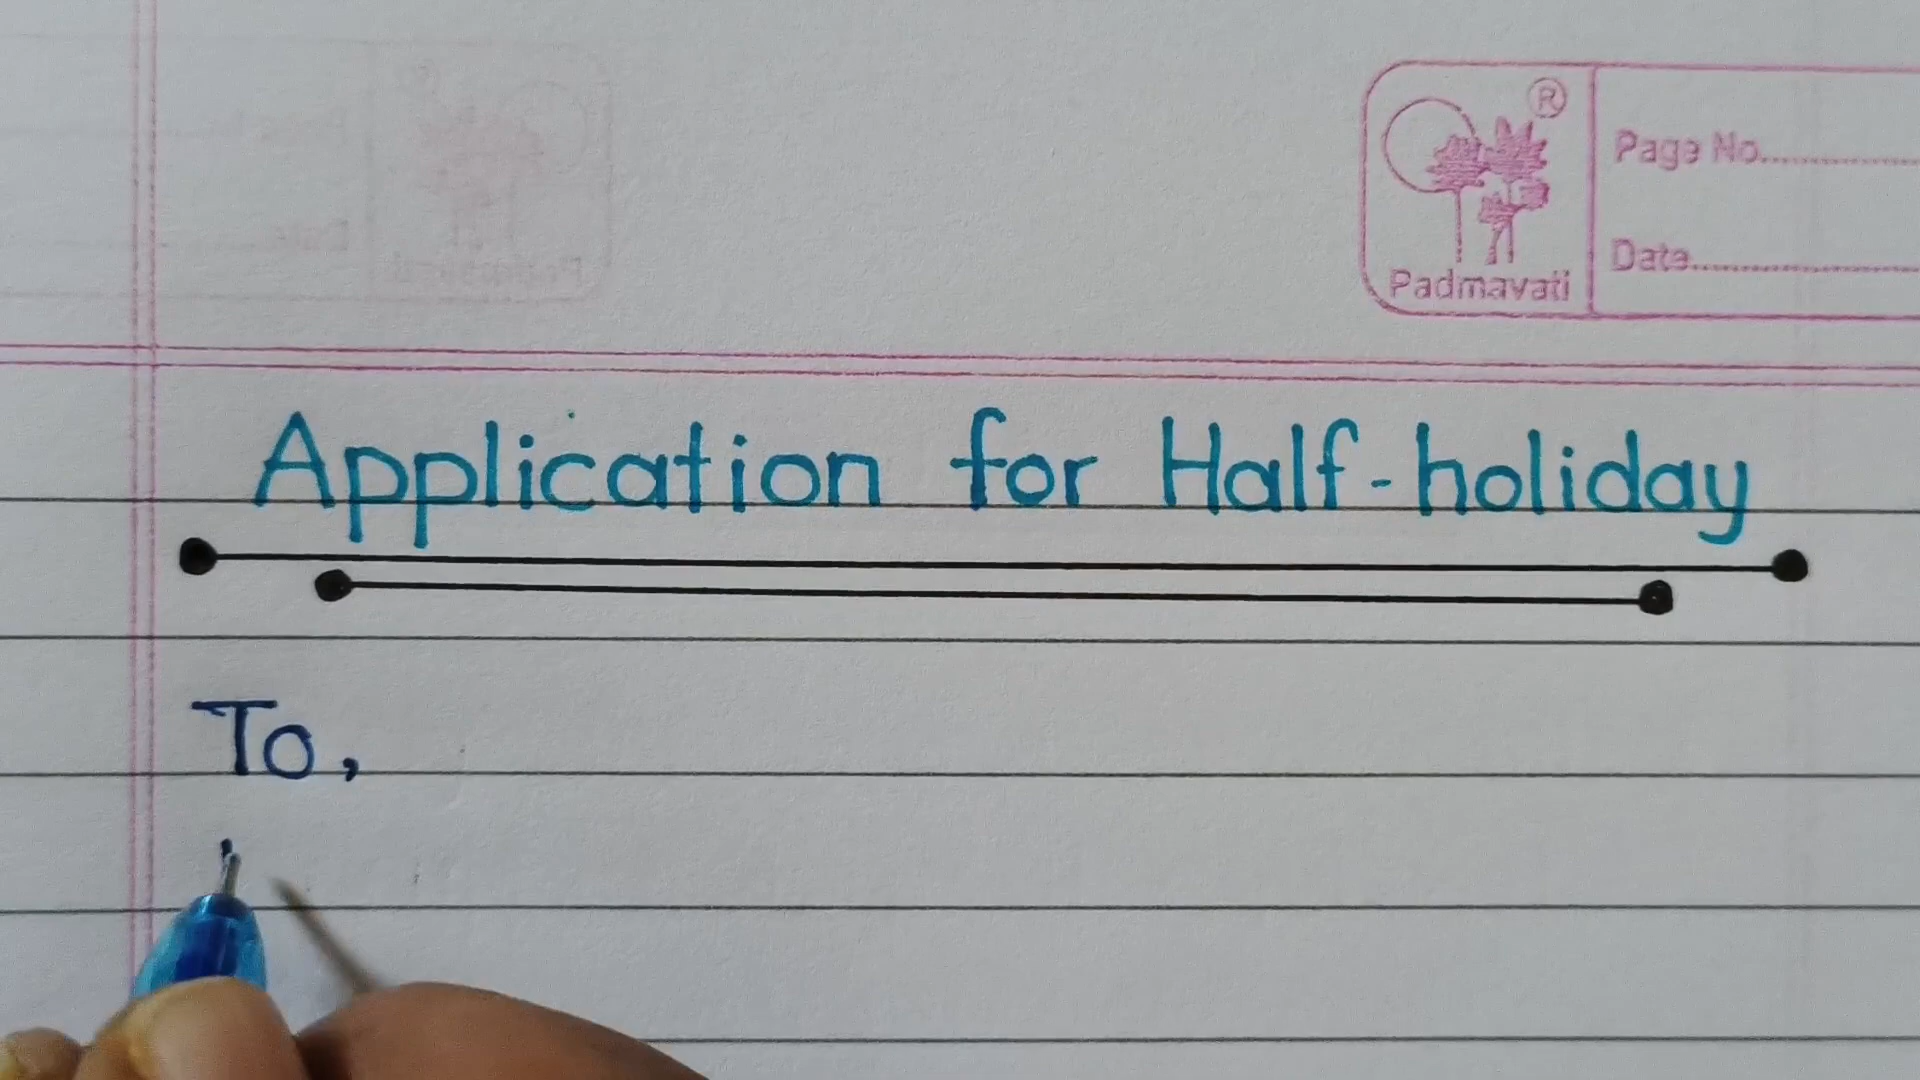 ®
Page No.
Date
Padmavati
Application for Half-holiday
To,